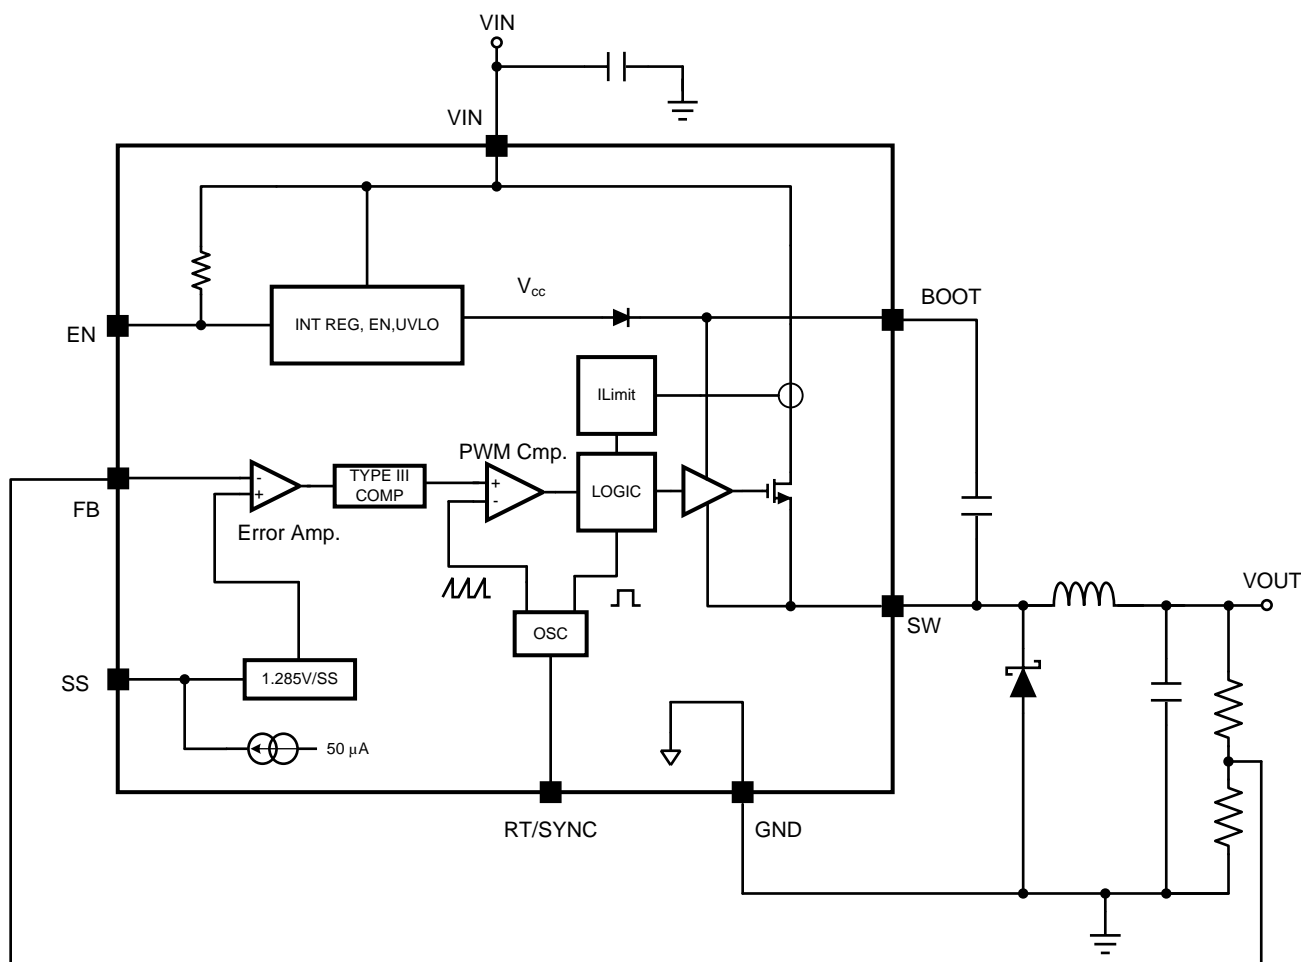 VIN
VIN
V_cc
BOOT
INT REG, EN,UVLO
EN
ILimit
PWM Cmp.
TYPE III
COMP
-
+
+
-
LOGIC
FB
Error Amp.
VOUT
SW
OSC
SS
1.285V/SS
50 μA
RT/SYNC
GND